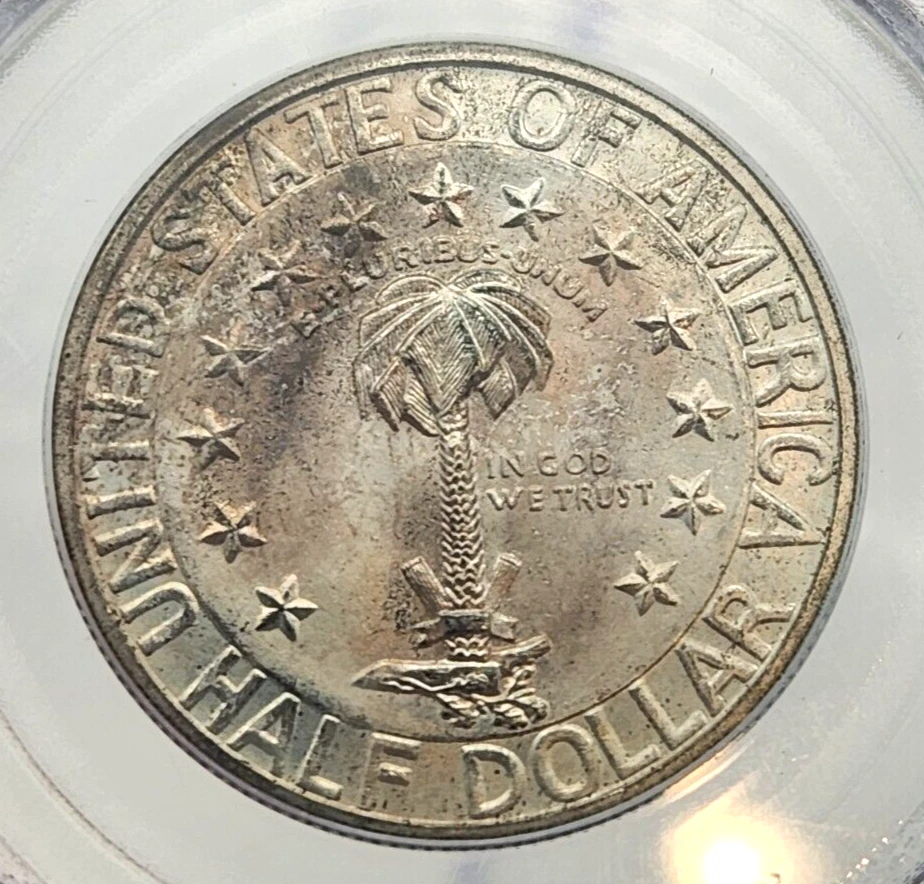 UNITED STATES OF AMERICA
E·PLURIBUS-UNUM
IN GOD
WE TRUST
HALF DOLLAR